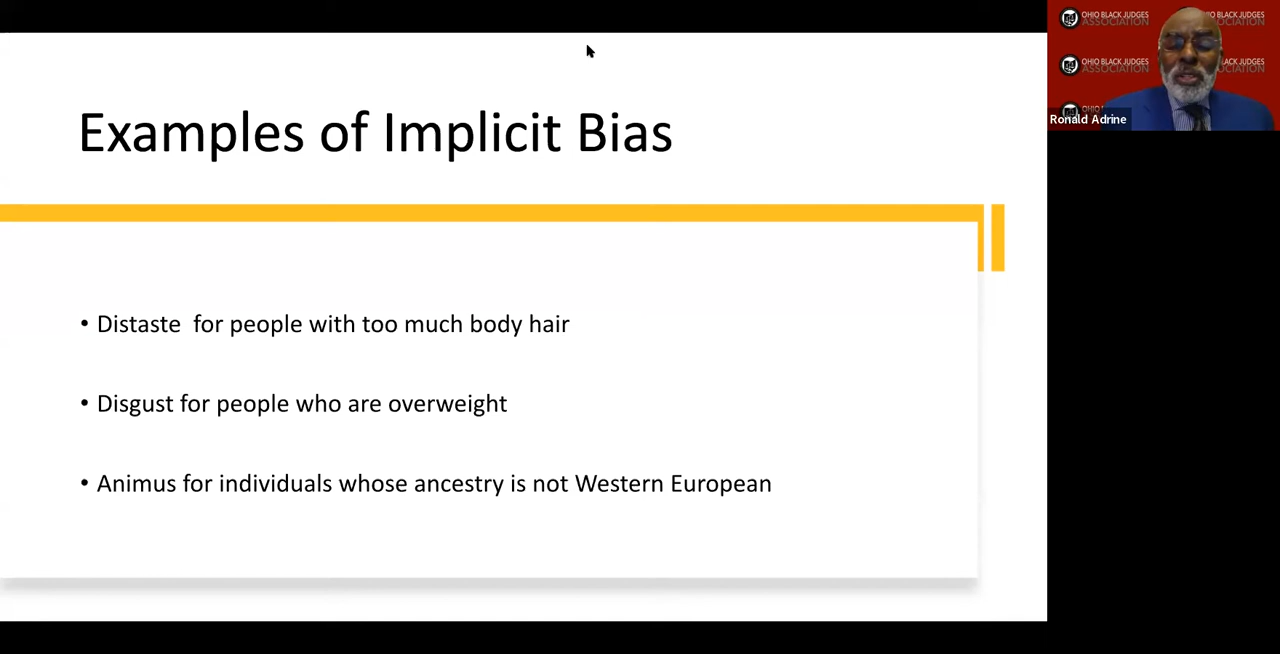 Examples of Implicit Bias
• Distaste  for people with too much body hair
• Disgust for people who are overweight
• Animus for individuals whose ancestry is not Western European
OHIO BLACK JUDGES
ASSOCIATION
OHIO BLACK JUDGES
ASSOCIATION
OHIO
Ronald Adrine